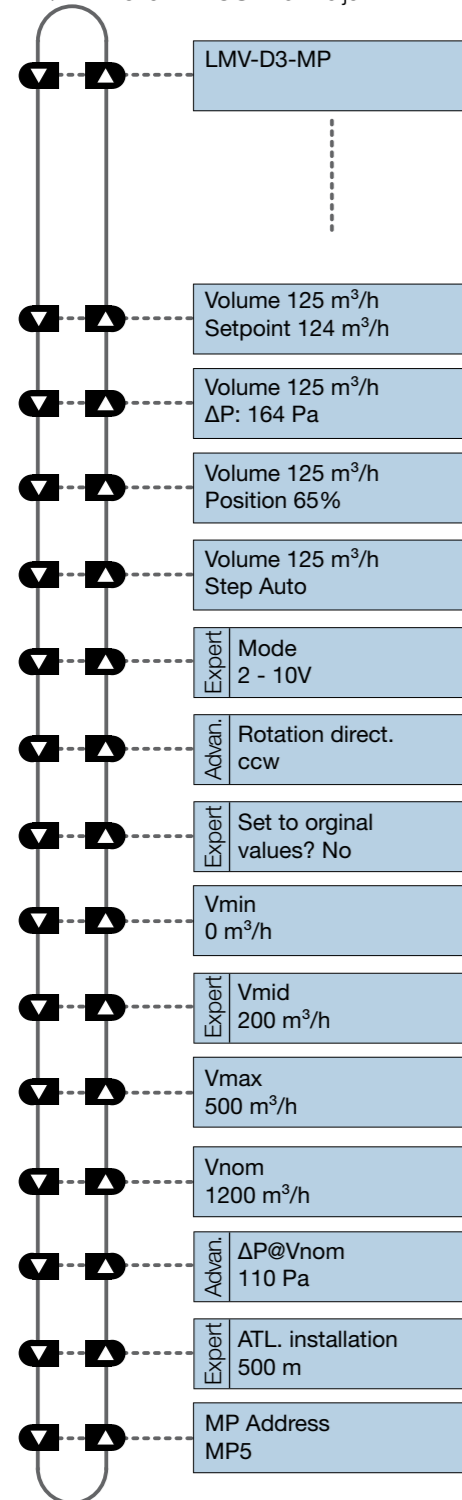 LMV-D3-MP
Volume 125 m³/h
Setpoint 124 m³/h
Volume 125 m³/h
ΔP: 164 Pa
Volume 125 m³/h
Position 65%
Volume 125 m³/h
Step Auto
Expert
Mode
2 - 10V
Advan.
Rotation direct.
ccw
Expert
Set to orginal
values? No
Vmin
0 m³/h
Expert
Vmid
200 m³/h
Vmax
500 m³/h
Vnom
1200 m³/h
Advan.
ΔP@Vnom
110 Pa
Expert
ATL. installation
500 m
MP Address
MP5